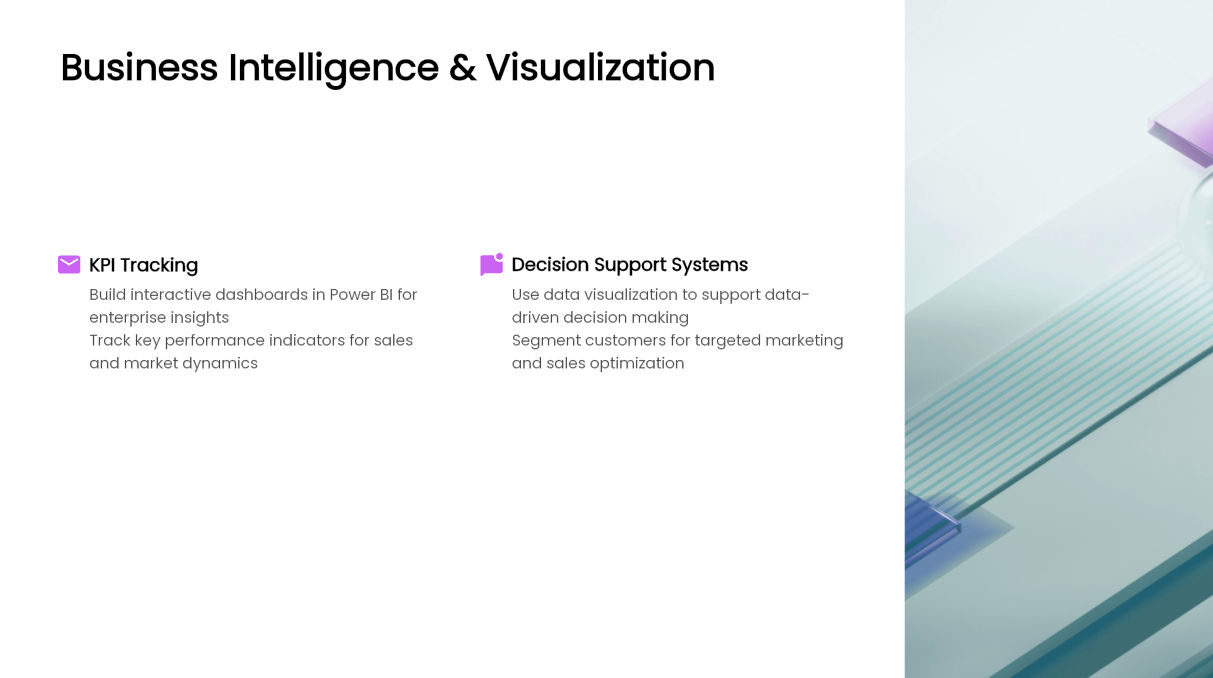 Business Intelligence & Visualization
KPI Tracking
Build interactive dashboards in Power BI for
enterprise insights
Track key performance indicators for sales
and market dynamics
Decision Support Systems
Use data visualization to support data-
driven decision making
Segment customers for targeted marketing
and sales optimization